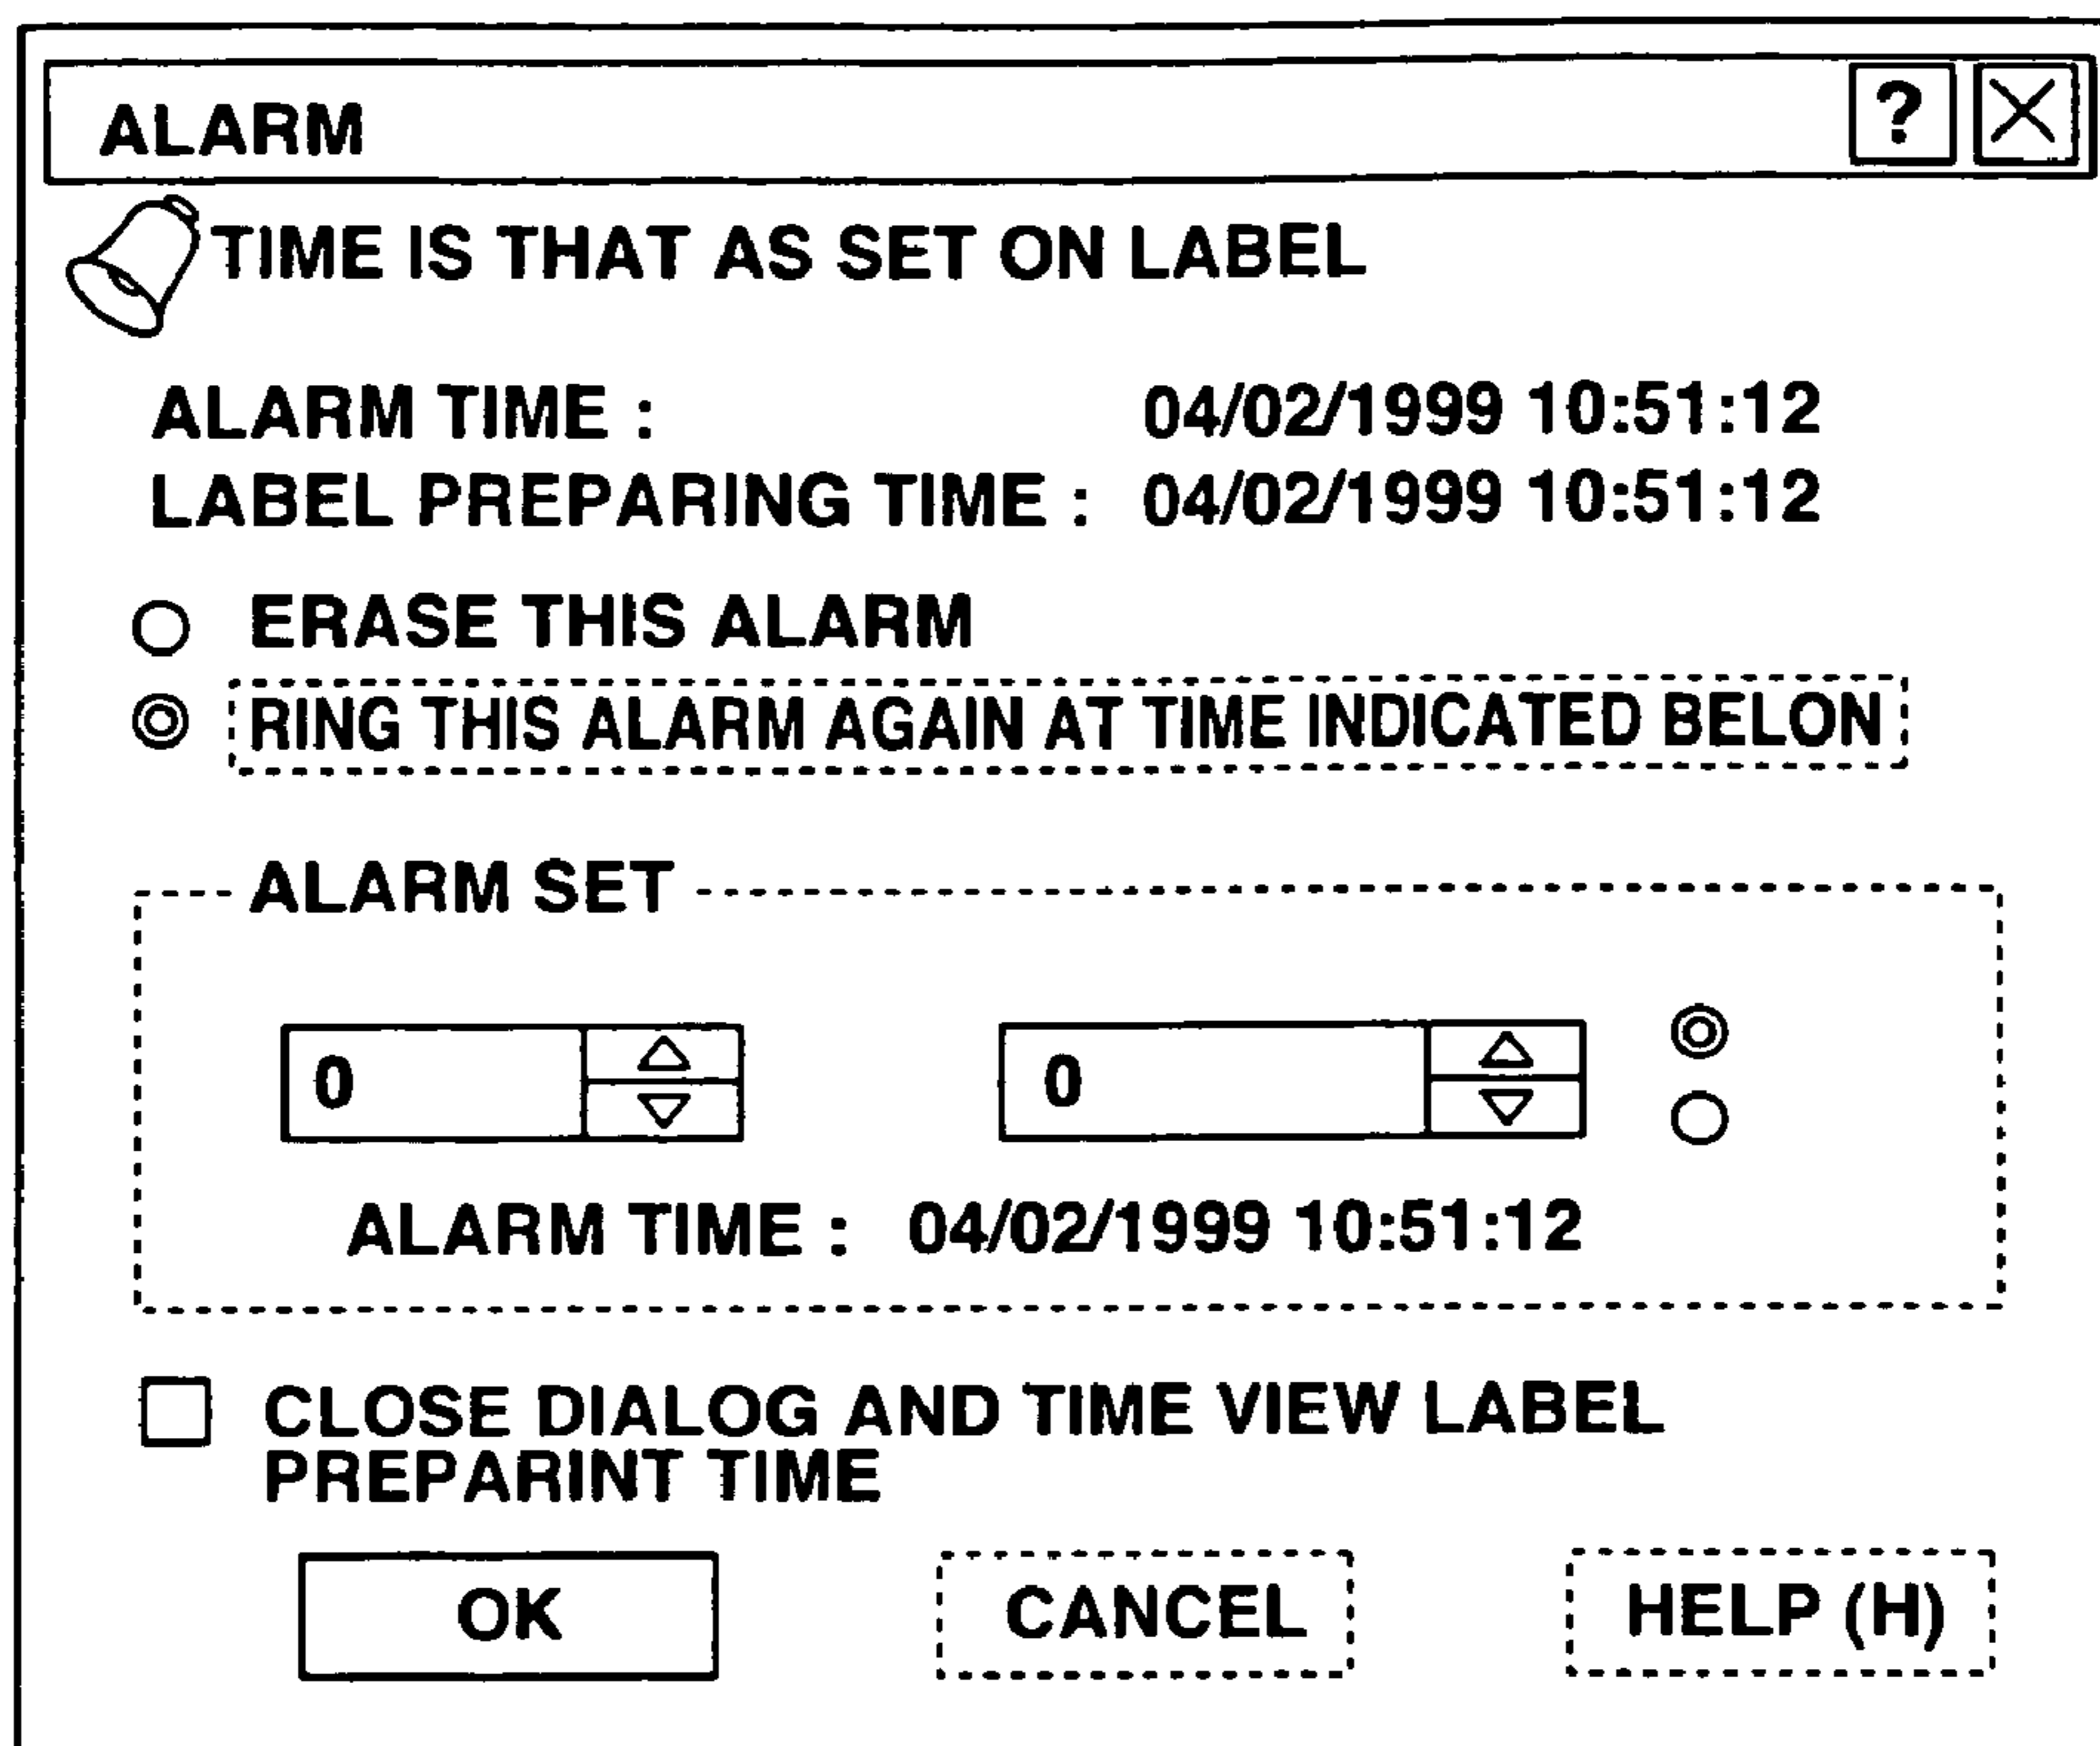 ALARM ?
TIME IS THAT AS SET ON LABEL
ALARM TIME : 04/02/1999 10:51:12
LABEL PREPARING TIME : 04/02/1999 10:51:12
ERASE THIS ALARM
RING THIS ALARM AGAIN AT TIME INDICATED BELON
ALARM SET
0 0
ALARM TIME : 04/02/1999 10:51:12
CLOSE DIALOG AND TIME VIEW LABEL
PREPARINT TIME
OK CANCEL HELP (H)